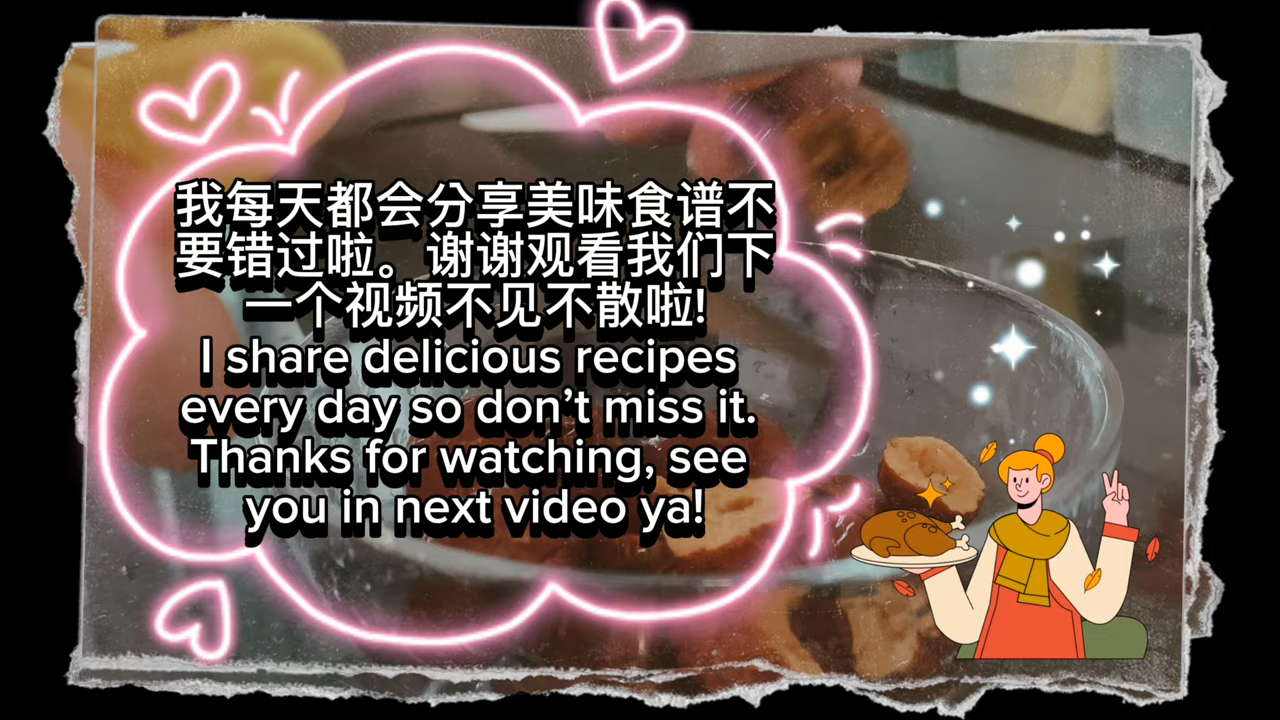 我每天都会分享美味食谱不
要错过啦。谢谢观看我们下
一个视频不见不散啦!
I share delicious recipes
every day so don’t miss it.
Thanks for watching, see
you in next video ya!